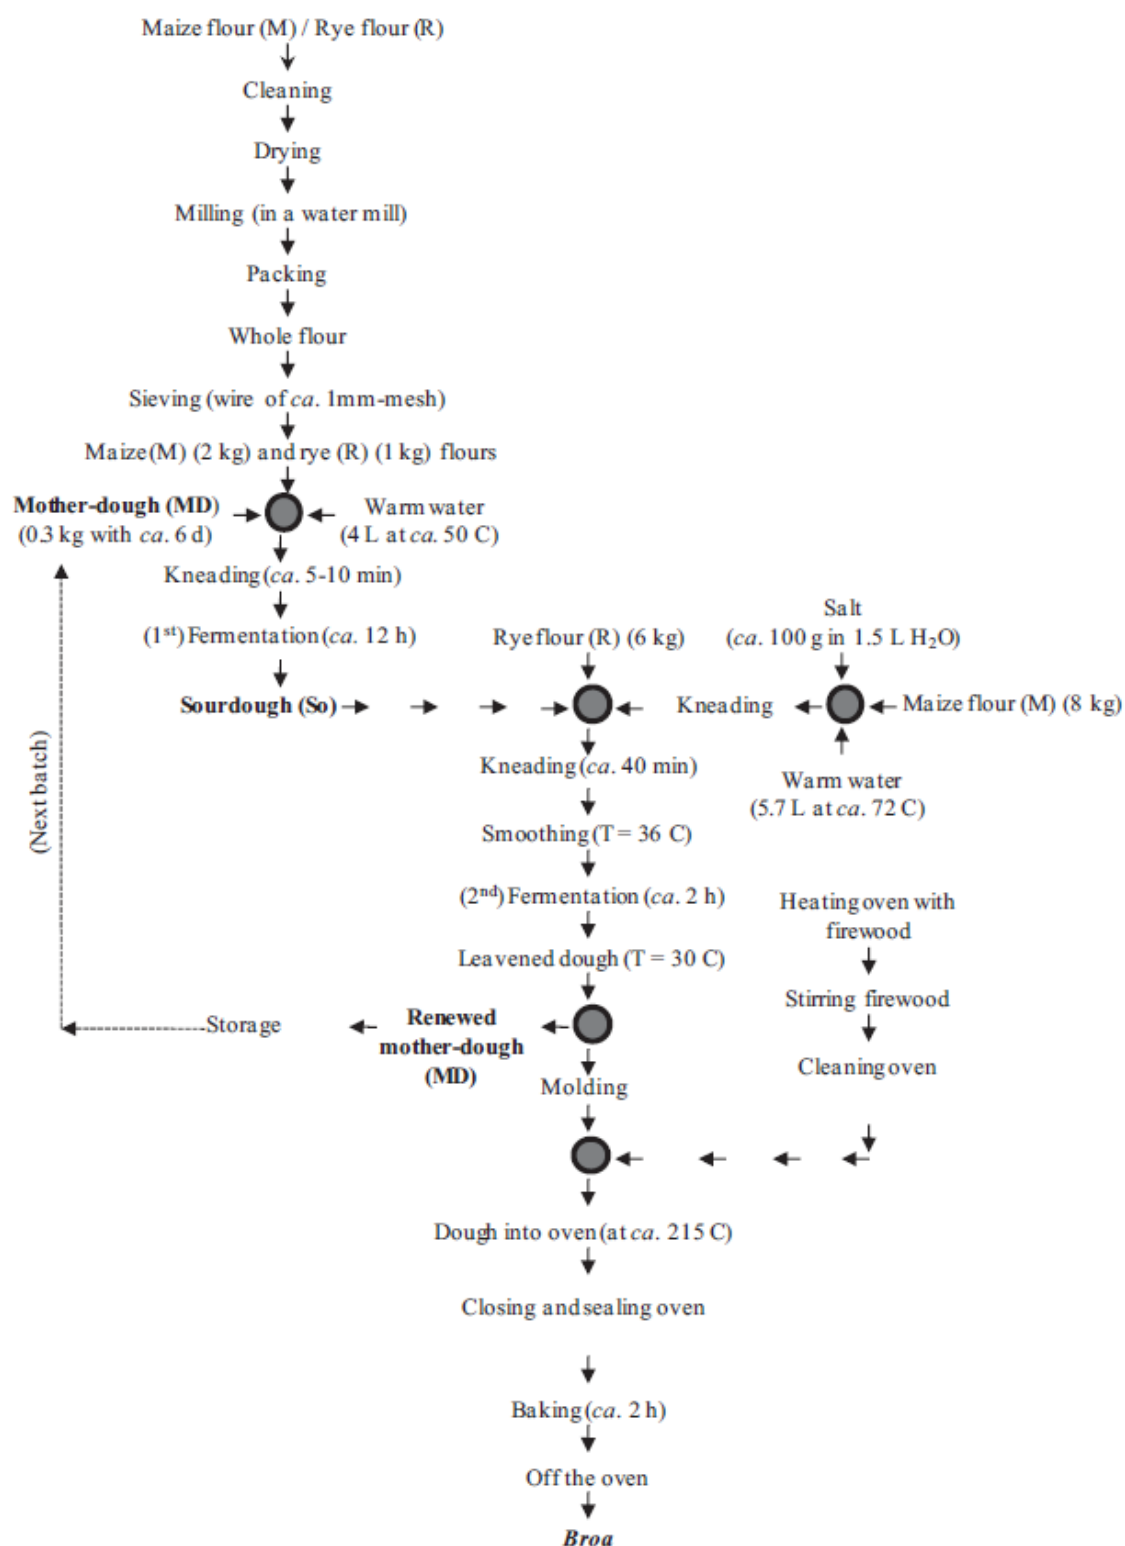 Maize flour (M) / Rye flour (R)
Cleaning
Drying
Milling (in a water mill)
Packing
Whole flour
Sieving (wire of ca. 1mm-mesh)
Maize (M) (2 kg) and rye (R) (1 kg) flours
Mother-dough (MD)
(0.3 kg with ca. 6 d)
Warm water
(4 L at ca. 50 C)
Kneading (ca. 5-10 min)
(1st) Fermentation (ca. 12 h)
Sourdough (So)
Rye flour (R) (6 kg)
Salt
(ca. 100 g in 1.5 L H2O)
Kneading
Maize flour (M) (8 kg)
Warm water
(5.7 L at ca. 72 C)
Kneading (ca. 40 min)
Smoothing (T = 36 C)
(2nd) Fermentation (ca. 2 h)
Leavened dough (T = 30 C)
Heating oven with
firewood
Stirring firewood
Cleaning oven
(Next batch)
Storage
Renewed
mother-dough
(MD)
Molding
Dough into oven (at ca. 215 C)
Closing and sealing oven
Baking (ca. 2 h)
Off the oven
Broa